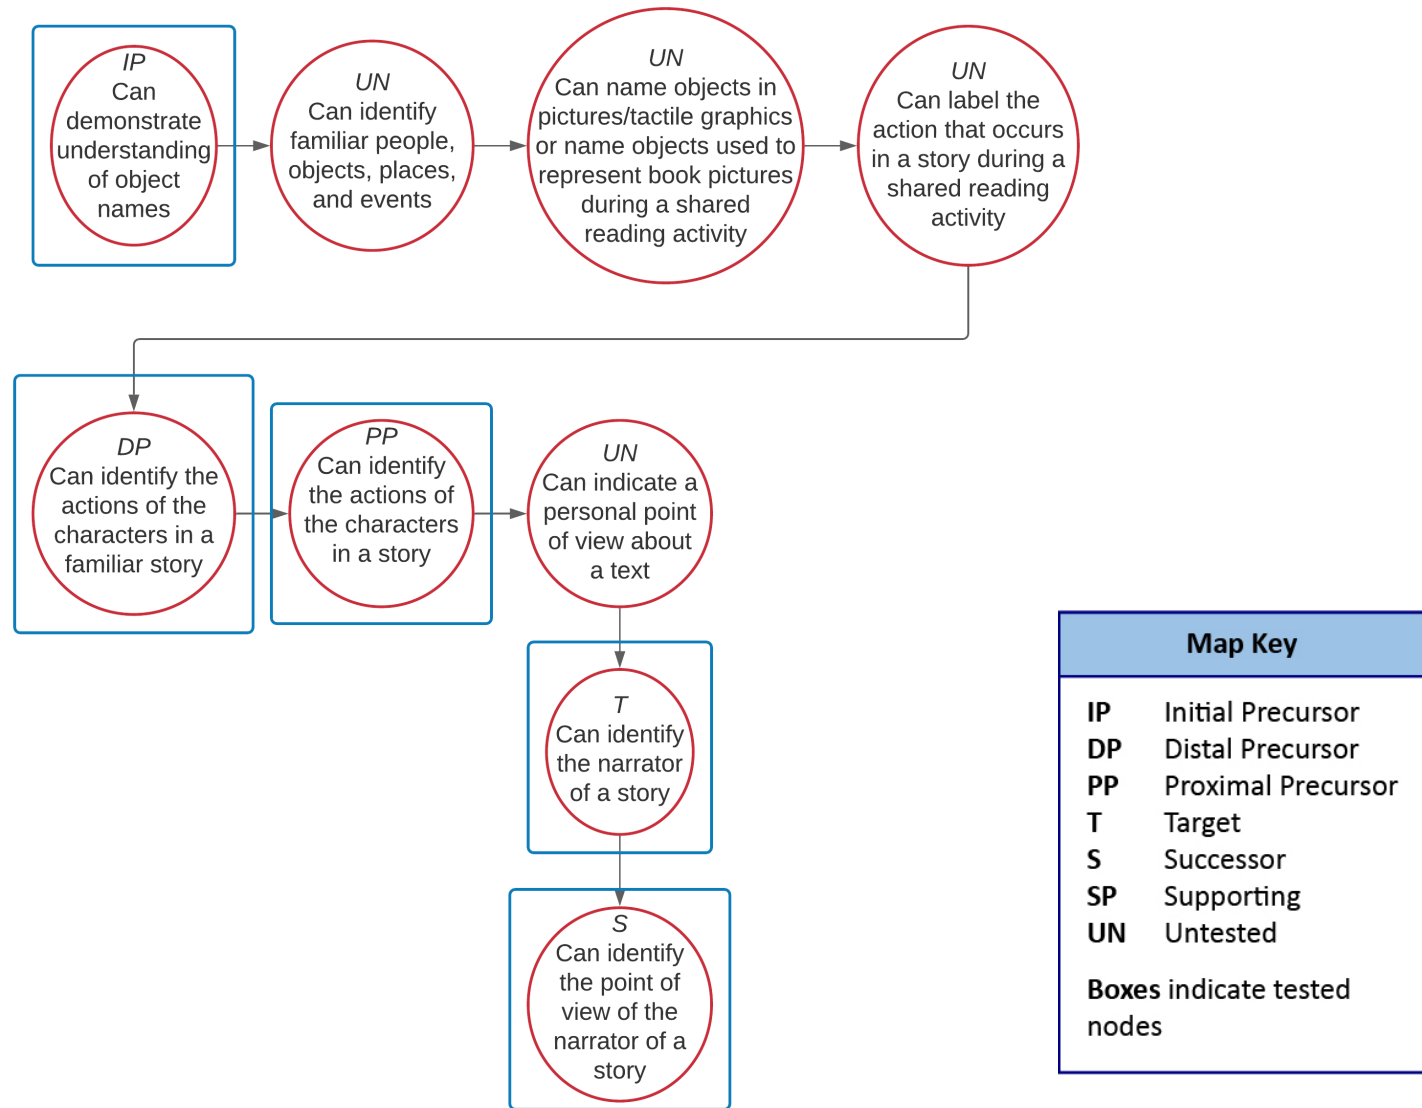 IP
Can
demonstrate
understanding
of object
names
UN
Can identify
familiar people,
objects, places,
and events
UN
Can name objects in
pictures/tactile graphics
or name objects used to
represent book pictures
during a shared
reading activity
UN
Can label the
action that occurs
in a story during a
shared reading
activity
DP
Can identify the
actions of the
characters in a
familiar story
PP
Can identify
the actions of
the characters
in a story
UN
Can indicate a
personal point
of view about
a text
T
Can identify
the narrator
of a story
S
Can identify
the point of
view of the
narrator of a
story
Map Key
IP Initial Precursor
DP Distal Precursor
PP Proximal Precursor
T Target
S Successor
SP Supporting
UN Untested
Boxes indicate tested
nodes